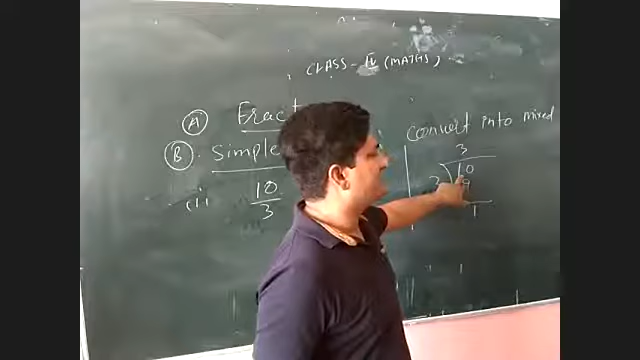 CLASS - IV (MATHS)
(A) Fract
(B). Simple
(i) 10/3
Convert into mixed
3
3 10
9
1